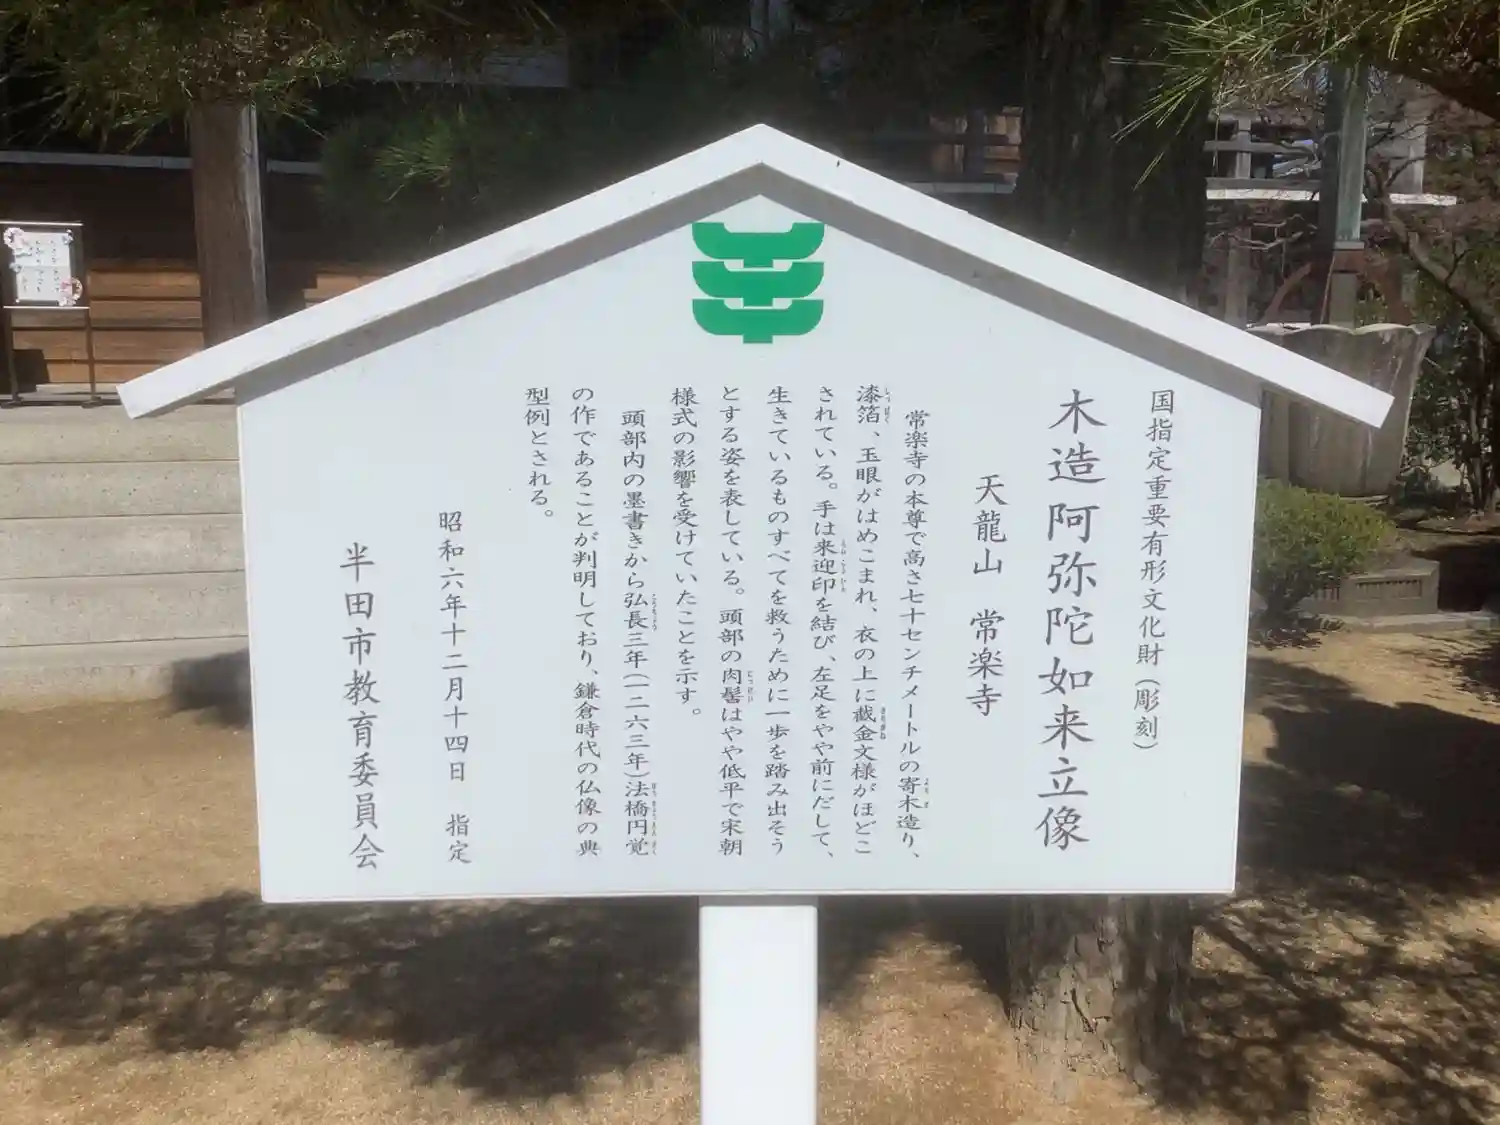 国指定重要有形文化財（彫刻）
木造阿弥陀如来立像
天龍山　常楽寺
常楽寺の本尊で高さ七十センチメートルの寄木造り、
漆箔、玉眼がはめこまれ、衣の上に截金文様がほどこ
されている。手は来迎印を結び、左足をやや前にだして、
生きているものすべてを救うために一歩を踏み出そう
とする姿を表している。頭部の肉髻はやや低平で宋朝
様式の影響を受けていたことを示す。
頭部内の墨書きから弘長三年（一二六三年）法橋円覚
の作であることが判明しており、鎌倉時代の仏像の典
型例とされる。
昭和六年十二月十四日　指定
半田市教育委員会